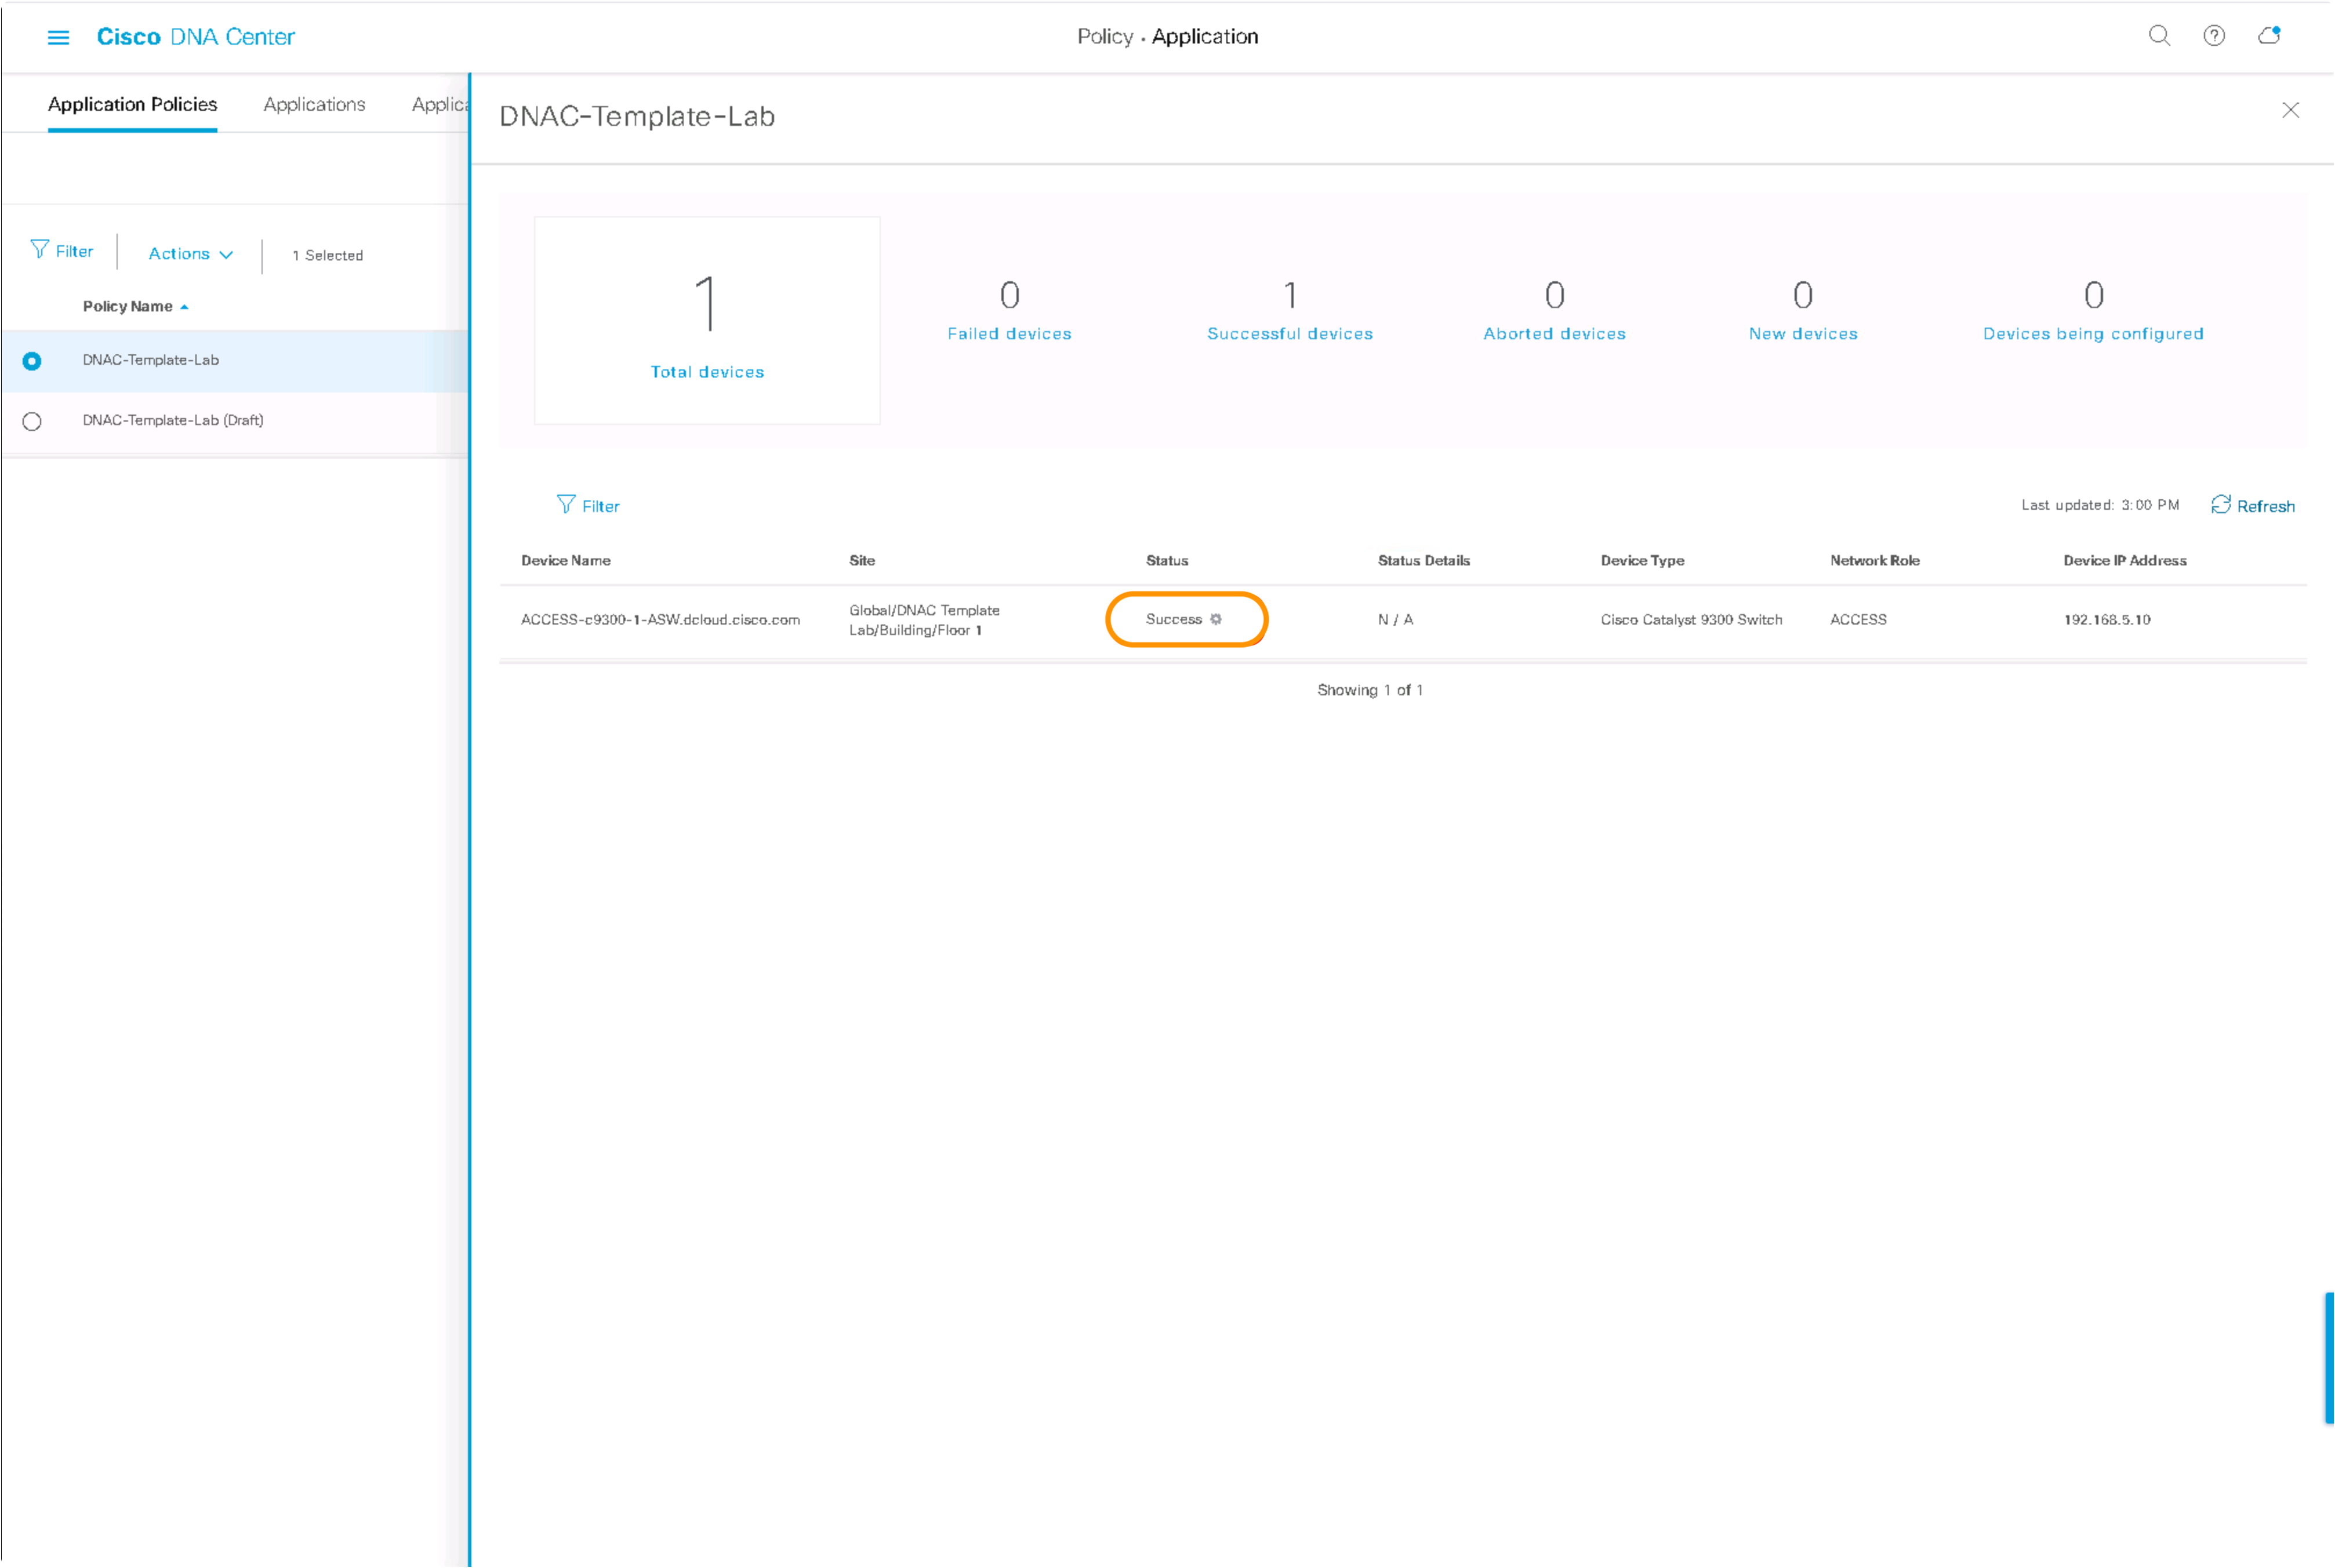 Cisco DNA Center
Policy · Application
Application Policies Applications Applica
DNAC-Template-Lab
Filter Actions 1 Selected
Policy Name
DNAC-Template-Lab
DNAC-Template-Lab (Draft)
1
Total devices
0
Failed devices
1
Successful devices
0
Aborted devices
0
New devices
0
Devices being configured
Filter
Last updated: 3:00 PM Refresh
Device Name Site Status Status Details Device Type Network Role Device IP Address
ACCESS-c9300-1-ASW.dcloud.cisco.com Global/DNAC Template Lab/Building/Floor 1 Success N / A Cisco Catalyst 9300 Switch ACCESS 192.168.5.10
Showing 1 of 1